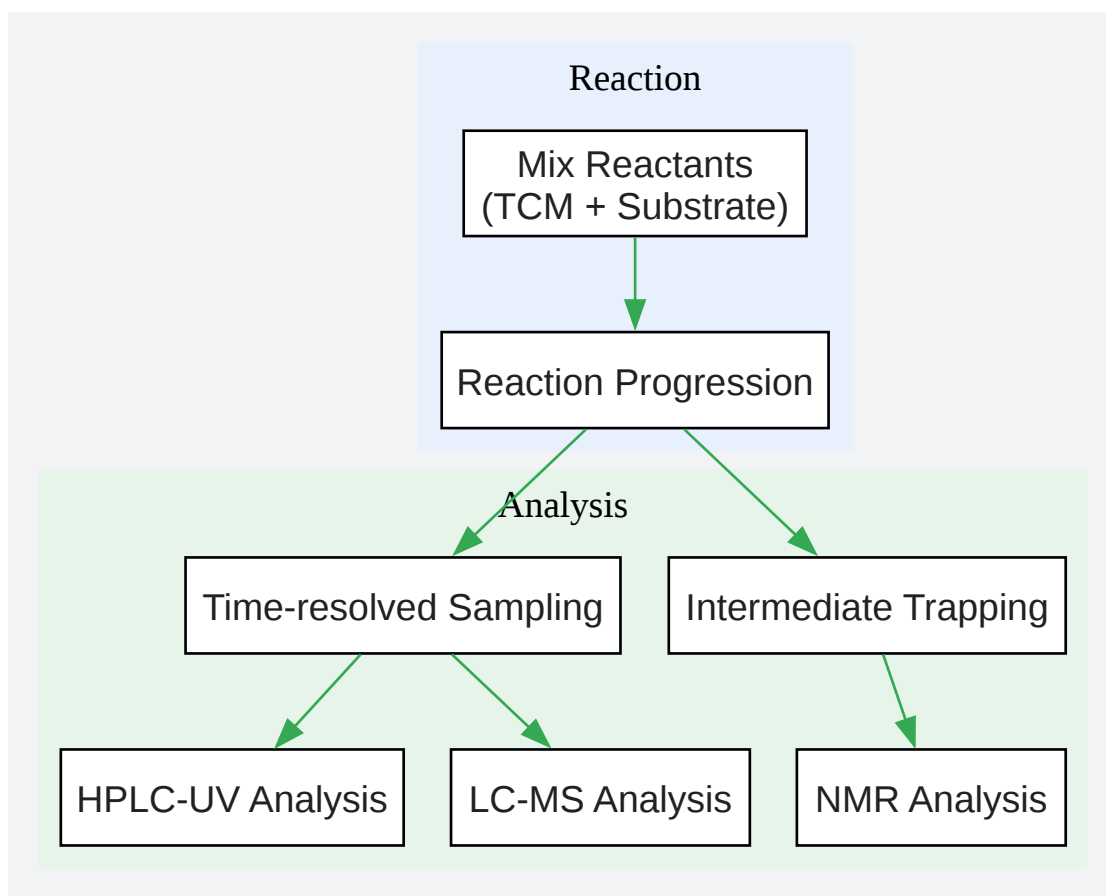 Reaction
Mix Reactants
(TCM + Substrate)
Reaction Progression
Analysis
Time-resolved Sampling
Intermediate Trapping
HPLC-UV Analysis
LC-MS Analysis
NMR Analysis